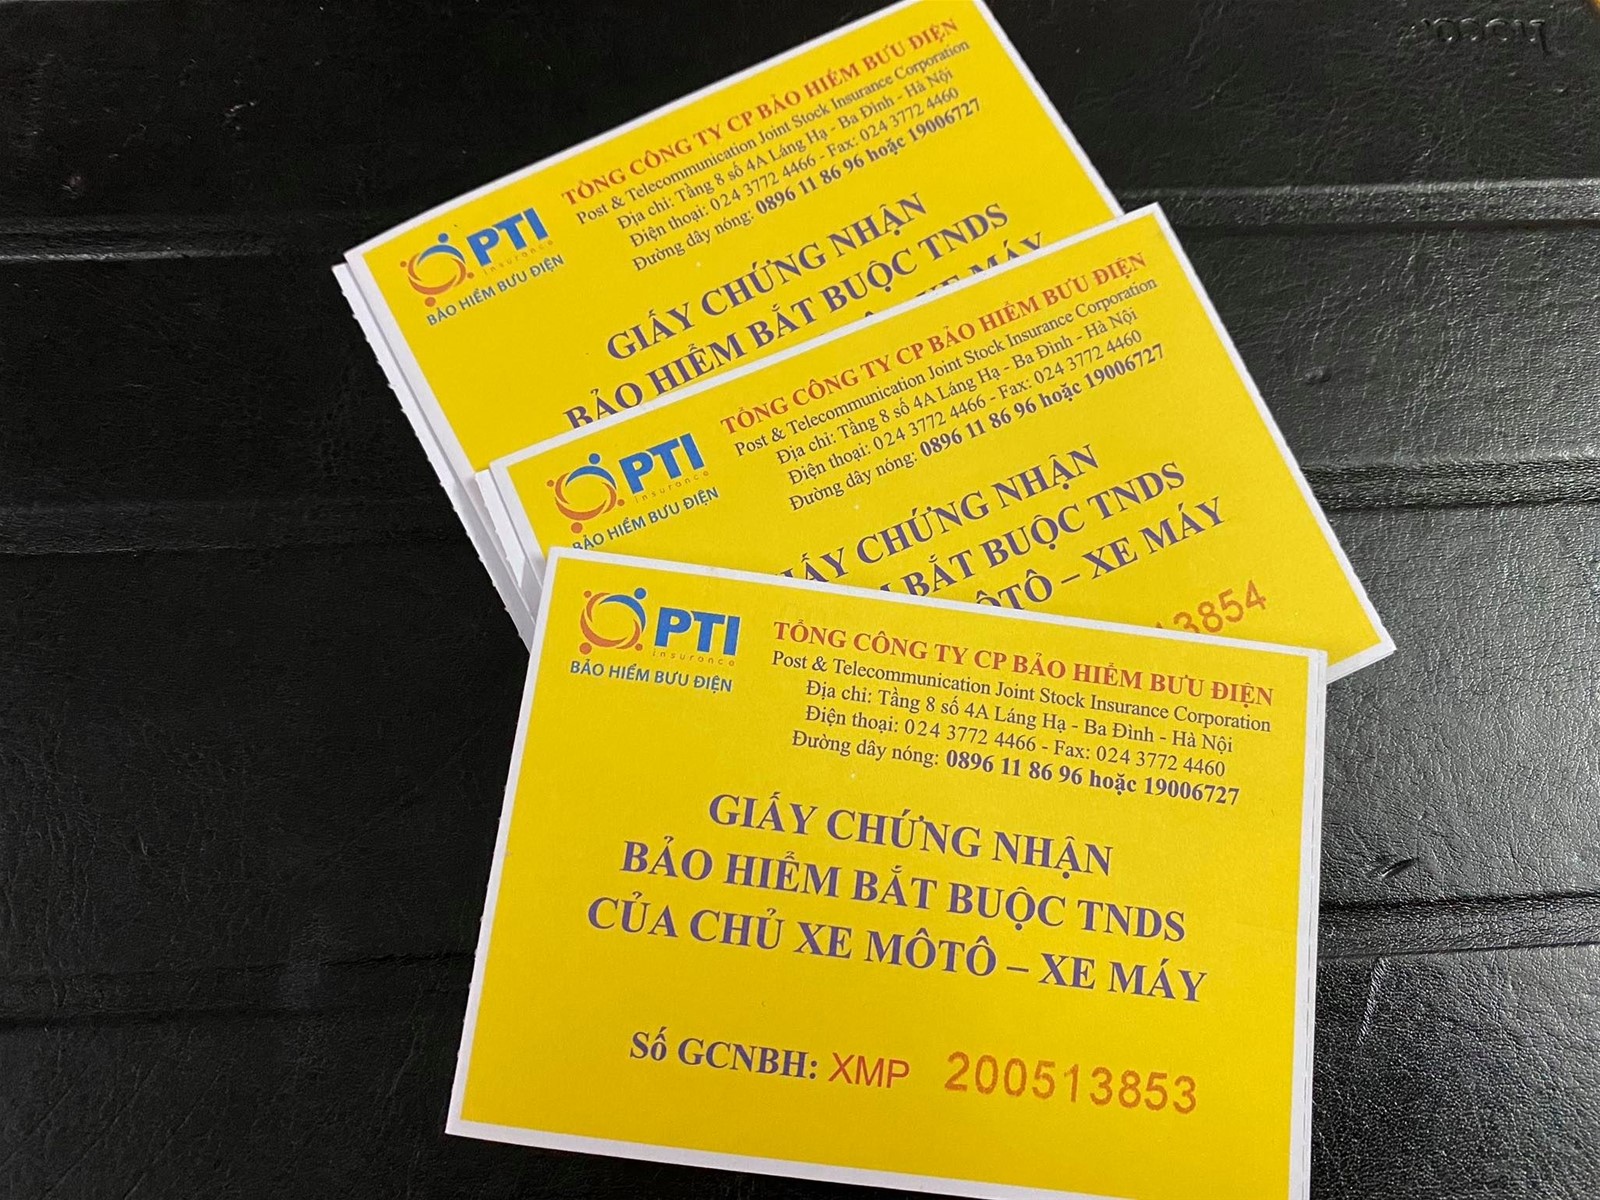 TỔNG CÔNG TY CP BẢO HIỂM BƯU ĐIỆN
Post & Telecommunication Joint Stock Insurance Corporation
Địa chỉ: Tầng 8 số 4A Láng Hạ - Ba Đình - Hà Nội
Điện thoại: 024 3772 4466 - Fax: 024 3772 4460
Đường dây nóng: 0896 11 86 96 hoặc 19006727
PTI
insurance
BẢO HIỂM BƯU ĐIỆN
GIẤY CHỨNG NHẬN
BẢO HIỂM BẮT BUỘC TNDS
XE MÁY
TỔNG CÔNG TY CP BẢO HIỂM BƯU ĐIỆN
Post & Telecommunication Joint Stock Insurance Corporation
Địa chỉ: Tầng 8 số 4A Láng Hạ - Ba Đình - Hà Nội
Điện thoại: 024 3772 4466 - Fax: 024 3772 4460
Đường dây nóng: 0896 11 86 96 hoặc 19006727
PTI
insurance
BẢO HIỂM BƯU ĐIỆN
CHỨNG NHẬN
BẮT BUỘC TNDS
ÔTÔ – XE MÁY
13854
PTI
insurance
BẢO HIỂM BƯU ĐIỆN
TỔNG CÔNG TY CP BẢO HIỂM BƯU ĐIỆN
Post & Telecommunication Joint Stock Insurance Corporation
Địa chỉ: Tầng 8 số 4A Láng Hạ - Ba Đình - Hà Nội
Điện thoại: 024 3772 4466 - Fax: 024 3772 4460
Đường dây nóng: 0896 11 86 96 hoặc 19006727
GIẤY CHỨNG NHẬN
BẢO HIỂM BẮT BUỘC TNDS
CỦA CHỦ XE MÔTÔ – XE MÁY
Số GCNBH: XMP 200513853